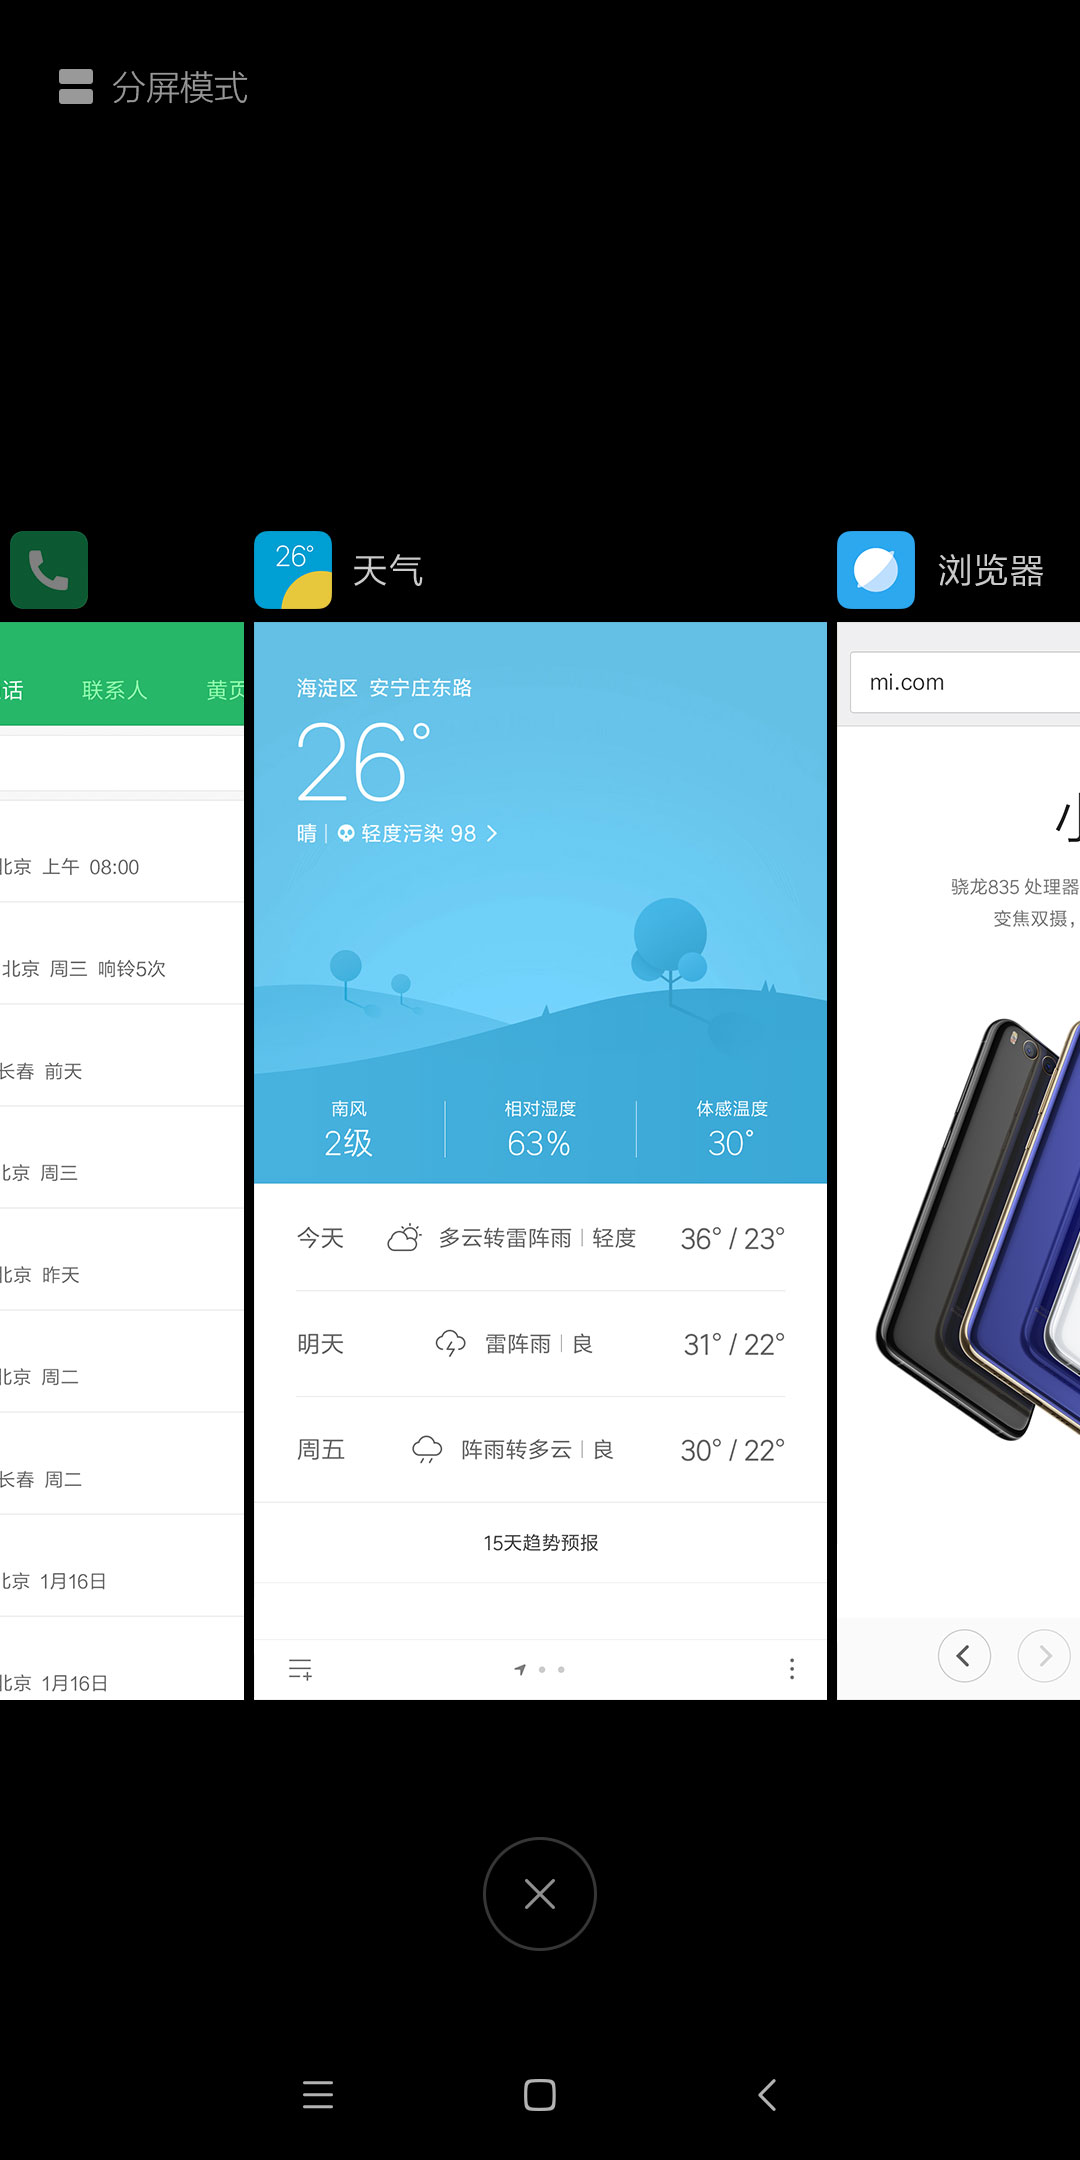 分屏模式
26°
天气
浏览器
话
联系人
黄页
北京 上午 08:00
北京 周三 响铃5次
长春 前天
北京 周三
北京 昨天
北京 周二
长春 周二
北京 1月16日
北京 1月16日
海淀区 安宁庄东路
26°
晴 | 轻度污染 98
南风
2级
相对湿度
63%
体感温度
30°
今天 多云转雷阵雨 | 轻度 36° / 23°
明天 雷阵雨 | 良 31° / 22°
周五 阵雨转多云 | 良 30° / 22°
15天趋势预报
mi.com
小
骁龙835 处理器
变焦双摄，